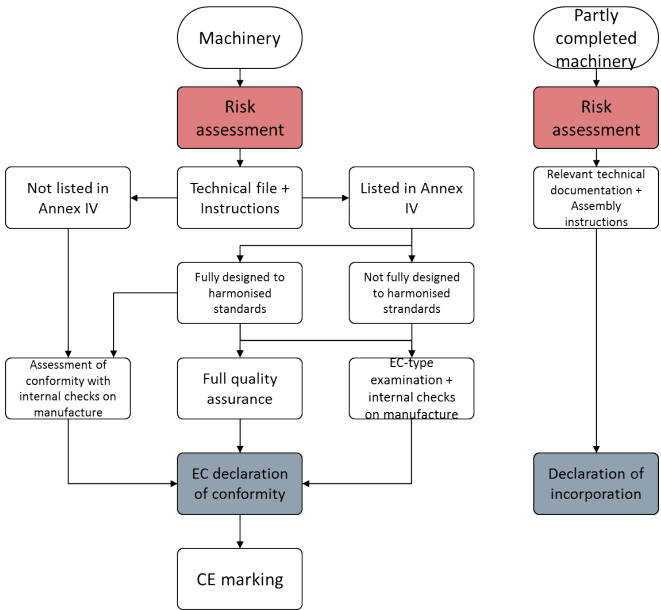 Machinery
Partly
completed
machinery
Risk
assessment
Risk
assessment
Not listed in
Annex IV
Technical file +
Instructions
Listed in Annex
IV
Relevant technical
documentation +
Assembly
instructions
Fully designed to
harmonised
standards
Not fully designed
to harmonised
strandards
Assessment of
conformity with
internal checks on
manufacture
Full quality
assurance
EC-type
examination +
internal checks
on manufacture
EC declaration
of conformity
Declaration of
incorporation
CE marking